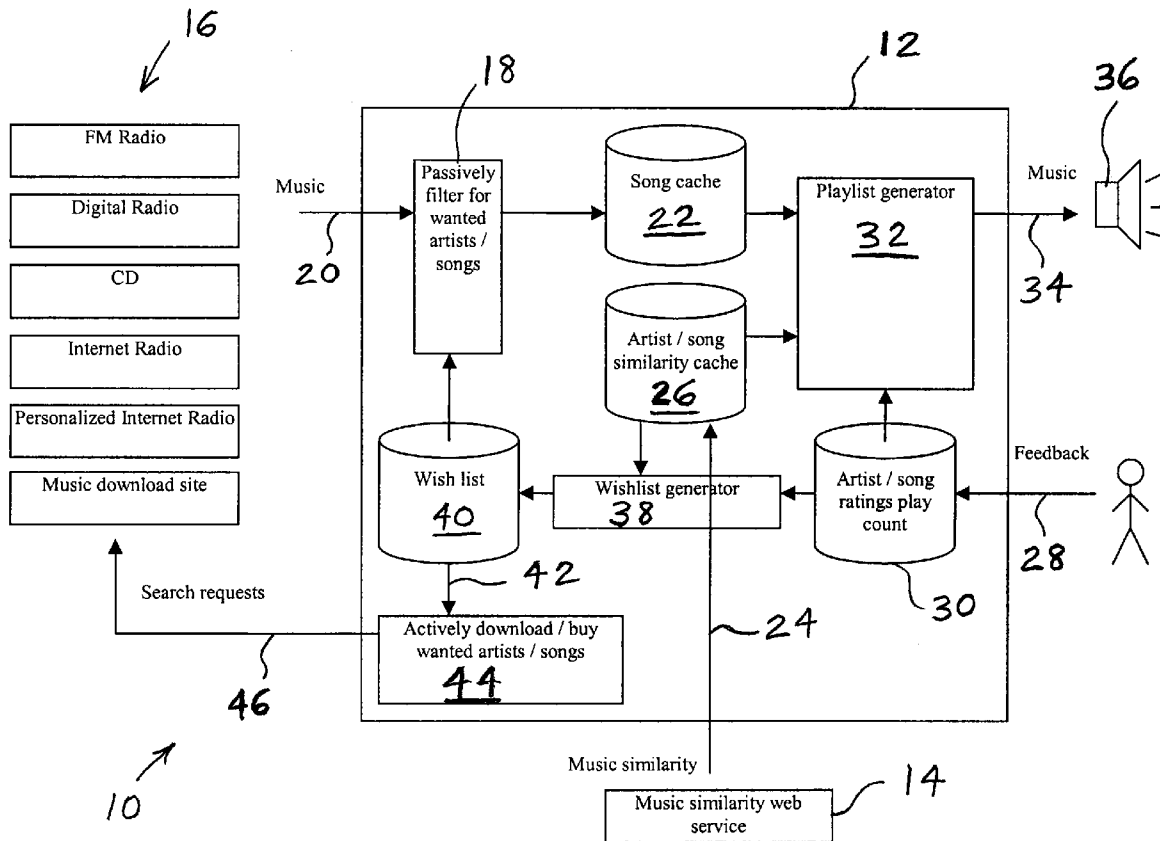 16
12
36
18
FM Radio
Digital Radio
CD
Internet Radio
Personalized Internet Radio
Music download site
Music
20
Passively
filter for
wanted
artists /
songs
Song cache
22
Playlist generator
32
Music
34
Artist / song
similarity cache
26
Wish list
40
Wishlist generator
38
Artist / song
ratings play
count
30
Feedback
28
42
24
Search requests
46
Actively download / buy
wanted artists / songs
44
10
Music similarity
Music similarity web
service
14